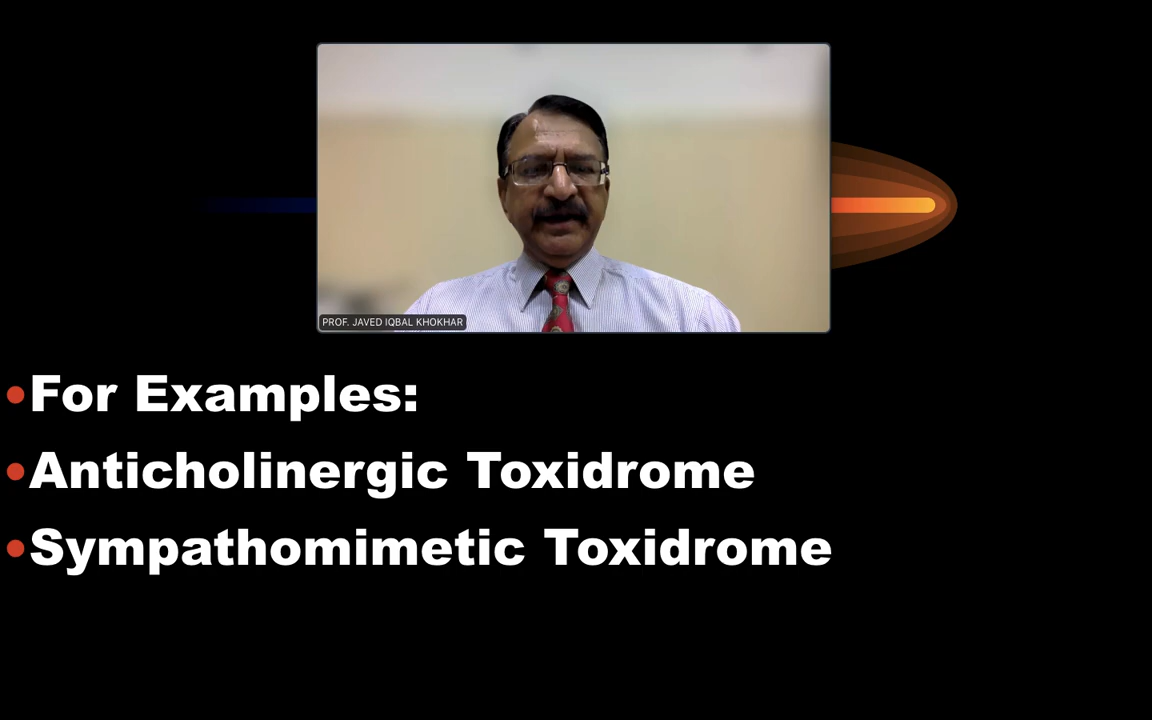 PROF. JAVED IQBAL KHOKHAR
•For Examples:
•Anticholinergic Toxidrome
•Sympathomimetic Toxidrome